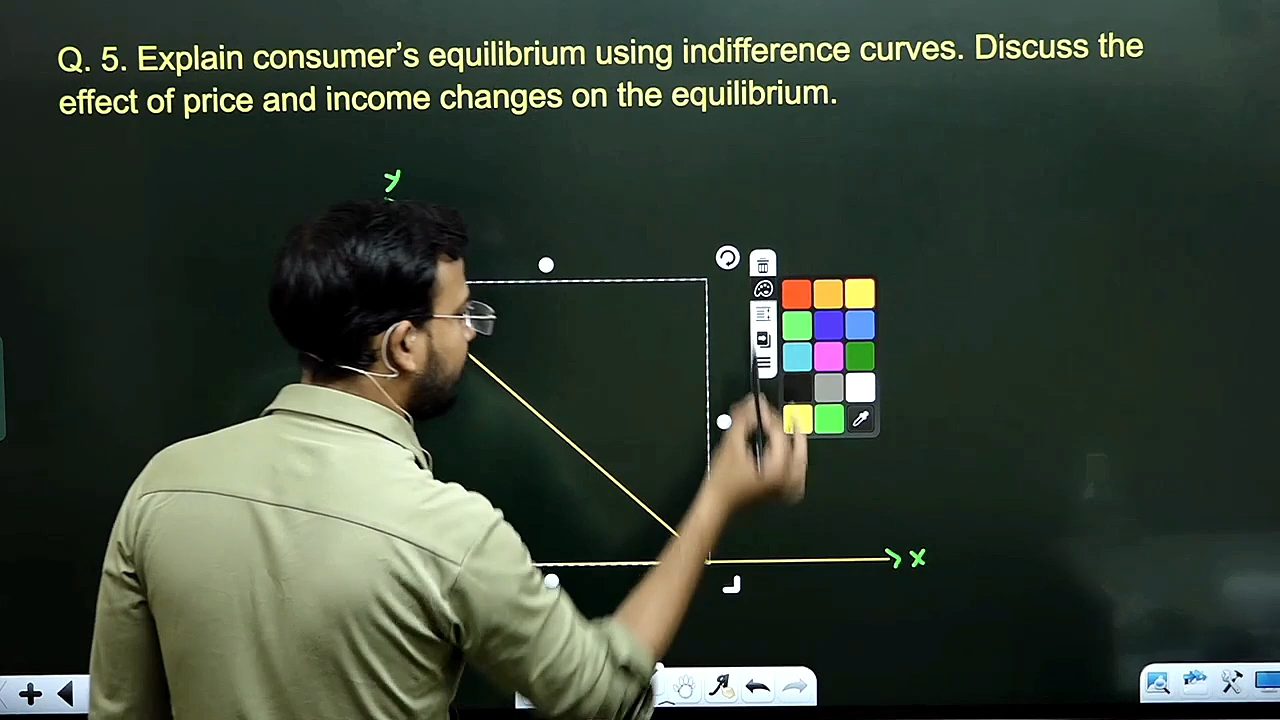 Q. 5. Explain consumer's equilibrium using indifference curves. Discuss the
effect of price and income changes on the equilibrium.
y
x